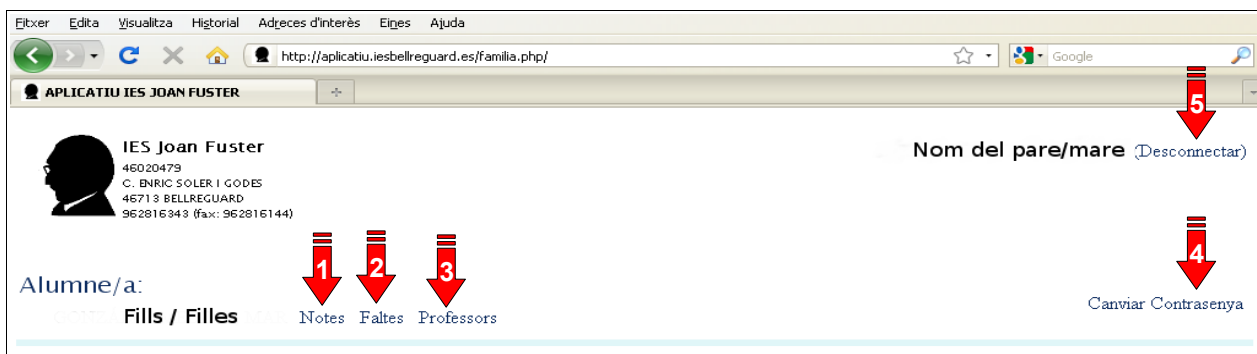 Fitxer Edita Visualitza Historial Adreces d'interès Eines Ajuda
http://aplicatiu.iesbellreguard.es/familia.php/
Google
APLICATIU IES JOAN FUSTER
5
IES Joan Fuster
46020479
C. ENRIC SOLER I GODES
46713 BELLREGUARD
962816343 (fax: 962816144)
Nom del pare/mare (Desconnectar)
1
2
3
4
Alumne/a:
Fills / Filles Notes Faltes Professors
Canviar Contrasenya